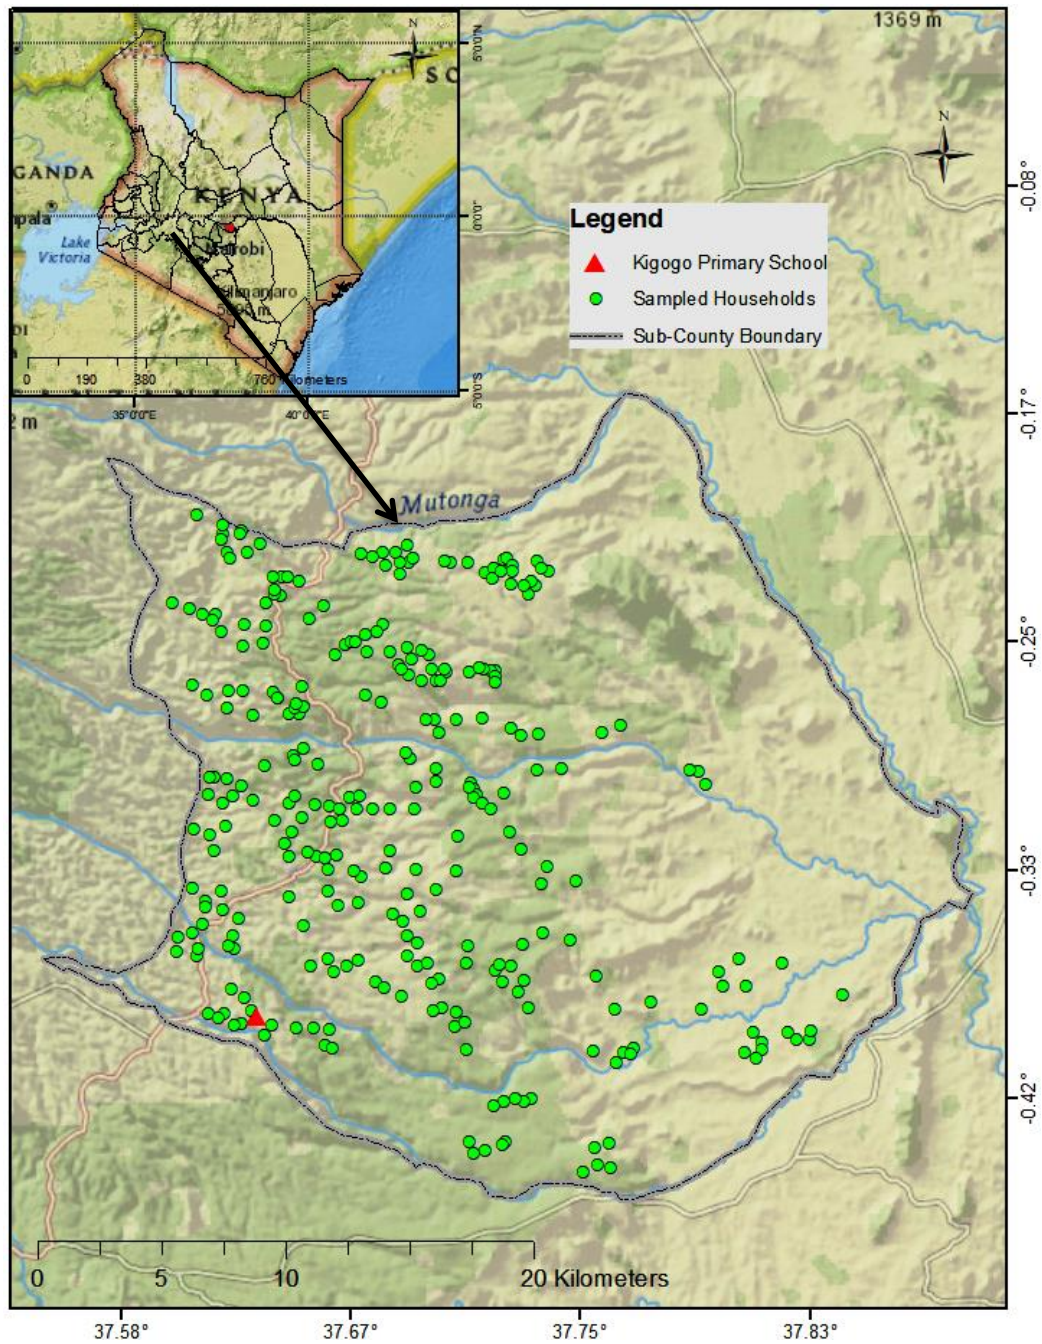 1369 m
N
5°0'0"N
SO
GANDA
KENYA
pala
0°0'0"
Lake
Victoria
Nairobi
Kilimanjaro
5895 m
DI
0 190 380 760 Kilometers
5°0'0"S
35°0'0"E 40°0'0"E
2 m
N
-0.08°
Legend
Kigogo Primary School
Sampled Households
Sub-County Boundary
-0.17°
Mutonga
-0.25°
-0.33°
-0.42°
0 5 10 20 Kilometers
37.58° 37.67° 37.75° 37.83°